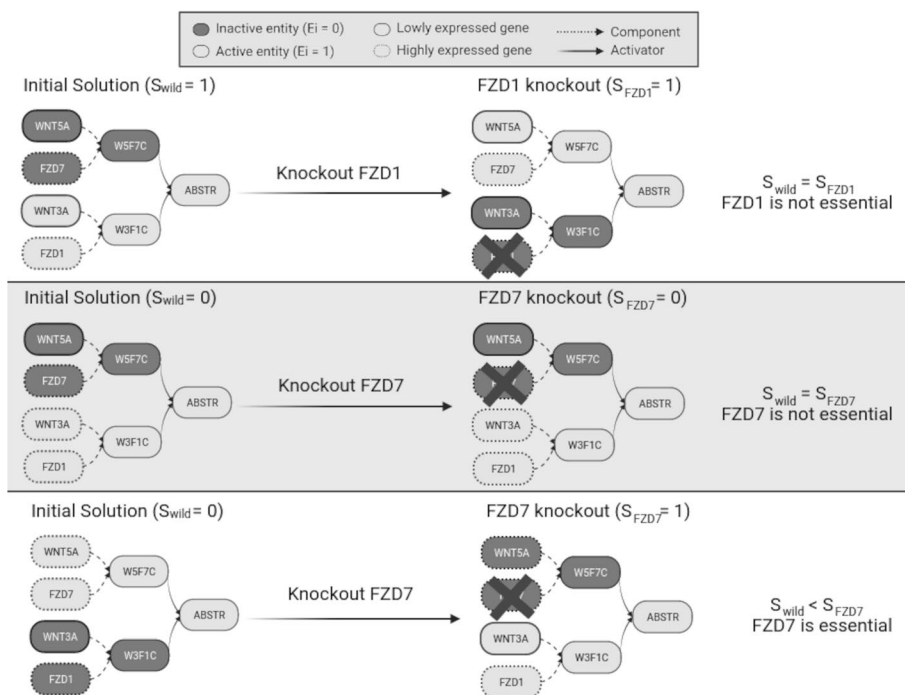 Inactive entity (Ei = 0)
Lowly expressed gene
Component
Active entity (Ei = 1)
Highly expressed gene
Activator
Initial Solution (Swild = 1)
FZD1 knockout (SFZD1 = 1)
WNT5A
FZD7
W5F7C
WNT3A
FZD1
W3F1C
ABSTR
Knockout FZD1
WNT5A
FZD7
W5F7C
WNT3A
W3F1C
ABSTR
Swild = SFZD1
FZD1 is not essential
Initial Solution (Swild = 0)
FZD7 knockout (SFZD7 = 0)
WNT5A
FZD7
W5F7C
WNT3A
FZD1
W3F1C
ABSTR
Knockout FZD7
WNT5A
W5F7C
WNT3A
FZD1
W3F1C
ABSTR
Swild = SFZD7
FZD7 is not essential
Initial Solution (Swild = 0)
FZD7 knockout (SFZD7 = 1)
WNT5A
FZD7
W5F7C
WNT3A
FZD1
W3F1C
ABSTR
Knockout FZD7
WNT5A
W5F7C
WNT3A
FZD1
W3F1C
ABSTR
Swild < SFZD7
FZD7 is essential